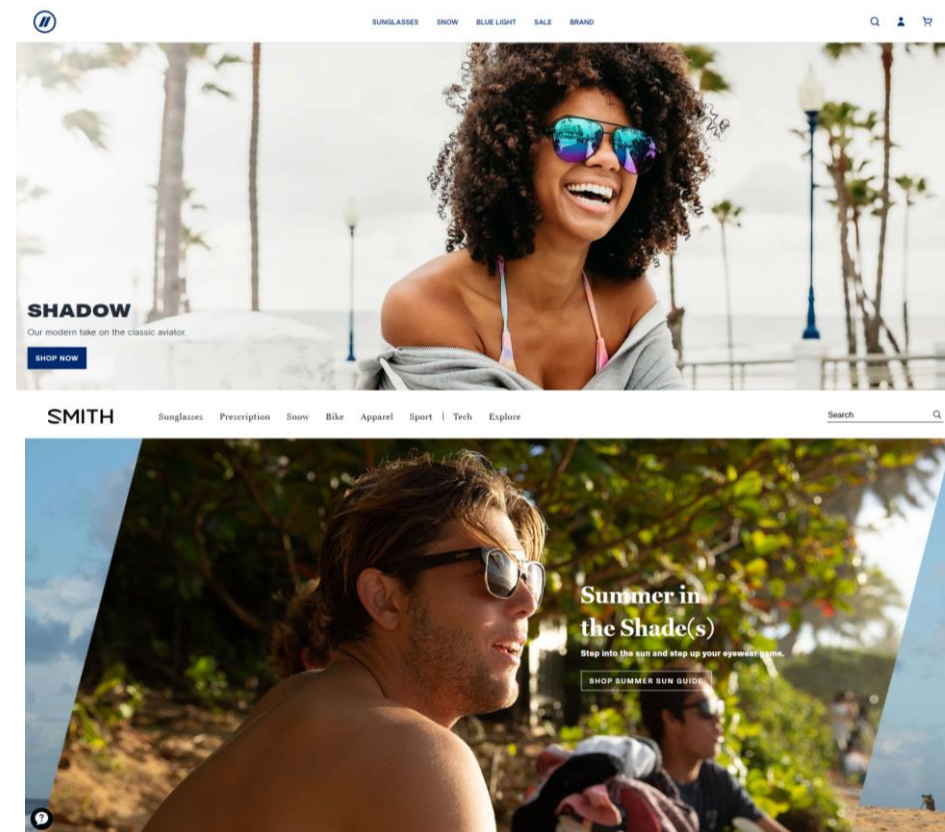 SUNGLASSES SNOW BLUE LIGHT SALE BRAND
SHADOW
Our modern take on the classic aviator.
SHOP NOW
SMITH Sunglasses Prescription Snow Bike Apparel Sport | Tech Explore Search
Summer in
the Shade(s)
Step into the sun and step up your eyewear game.
SHOP SUMMER SUN GUIDE
?